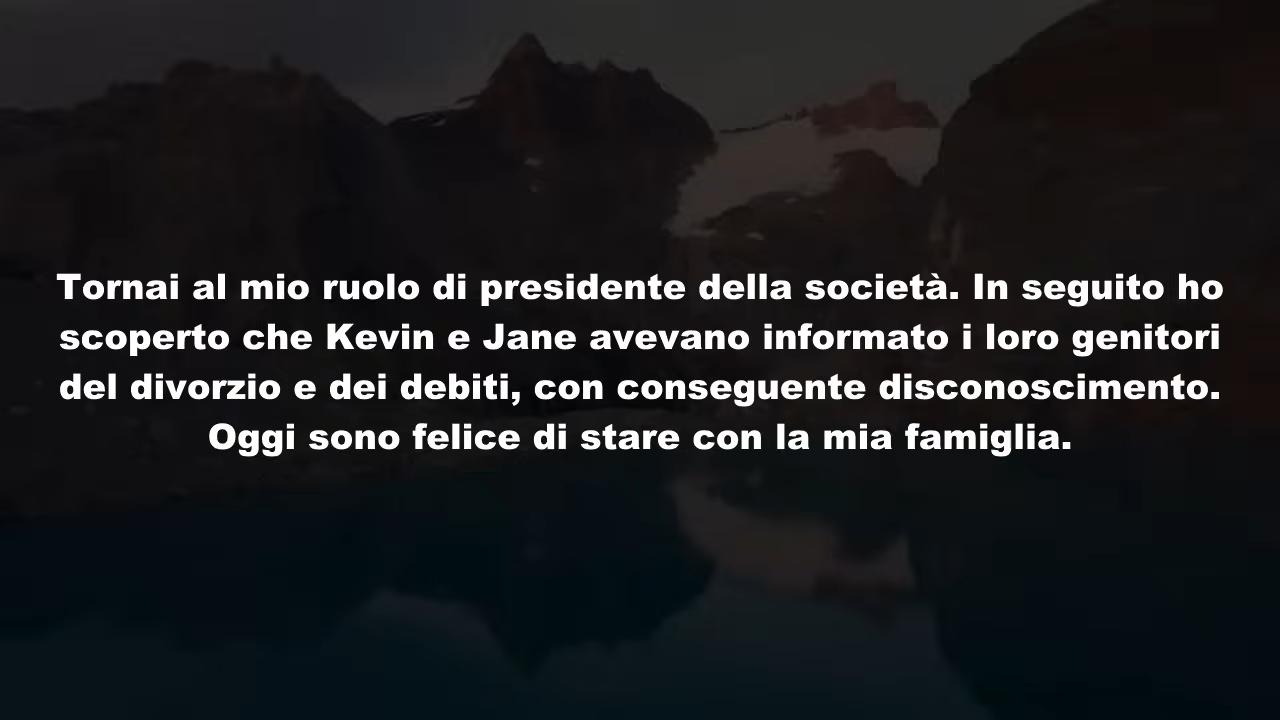 Tornai al mio ruolo di presidente della società. In seguito ho
scoperto che Kevin e Jane avevano informato i loro genitori
del divorzio e dei debiti, con conseguente disconoscimento.
Oggi sono felice di stare con la mia famiglia.